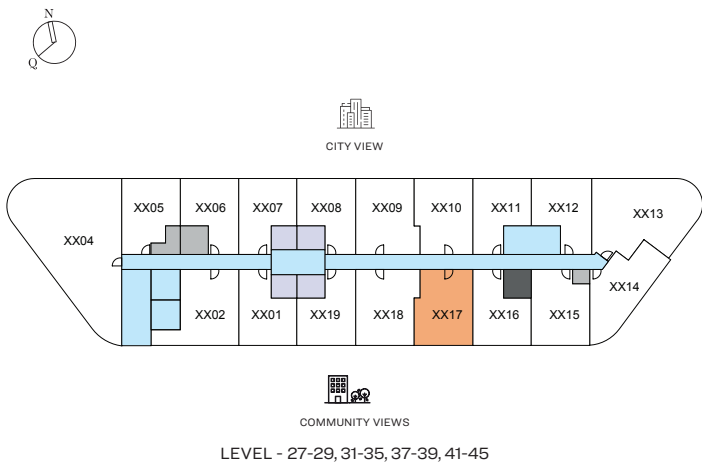 N
Q
CITY VIEW
XX05 XX06 XX07 XX08 XX09 XX10 XX11 XX12 XX13
XX04
XX14
XX02 XX01 XX19 XX18 XX17 XX16 XX15
COMMUNITY VIEWS
LEVEL - 27-29, 31-35, 37-39, 41-45